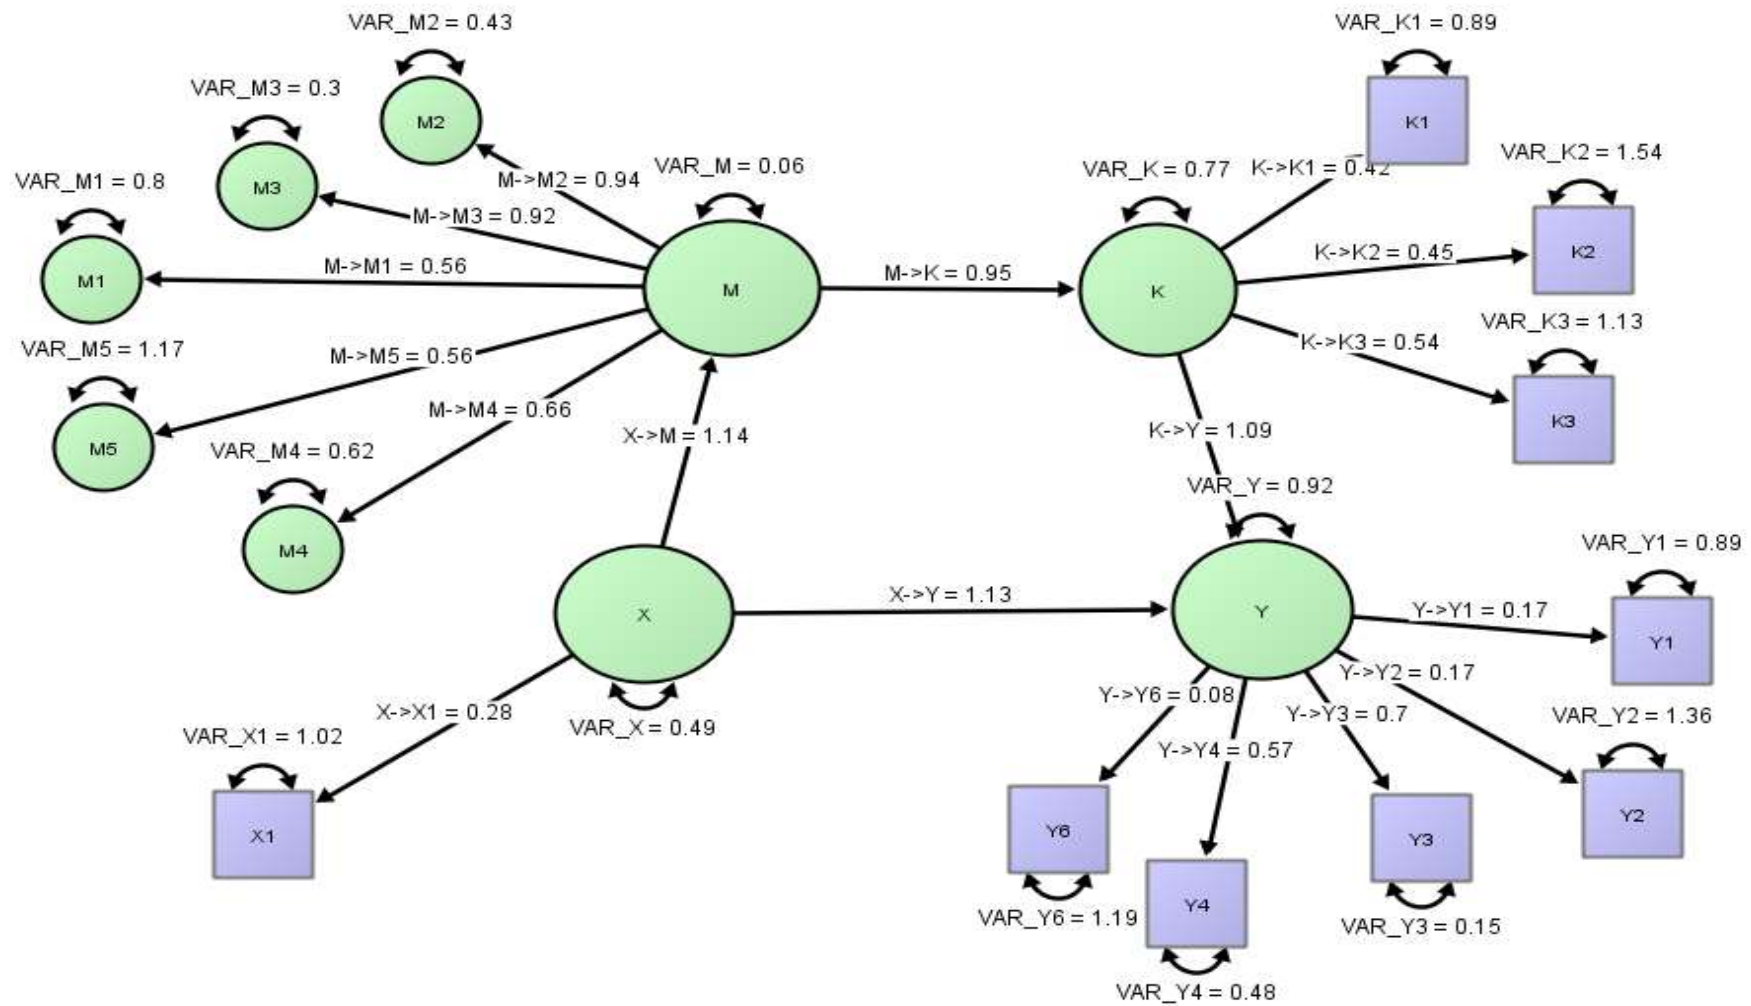 VAR_M2 = 0.43
VAR_K1 = 0.89
VAR_M3 = 0.3
M2
K1
VAR_K2 = 1.54
VAR_M = 0.06
VAR_K = 0.77
K->K1 = 0.42
M->M2 = 0.94
VAR_M1 = 0.8
M3
M->M3 = 0.92
K->K2 = 0.45
K2
M->M1 = 0.56
M->K = 0.95
M1
M
K
VAR_K3 = 1.13
K->K3 = 0.54
VAR_M5 = 1.17
M->M5 = 0.56
M->M4 = 0.66
K3
X->M = 1.14
K->Y = 1.09
M5
VAR_M4 = 0.62
VAR_Y = 0.92
M4
VAR_Y1 = 0.89
X->Y = 1.13
Y->Y1 = 0.17
X
Y
Y1
Y->Y2 = 0.17
Y->Y6 = 0.08
X->X1 = 0.28
Y->Y3 = 0.7
VAR_Y2 = 1.36
VAR_X = 0.49
VAR_X1 = 1.02
Y->Y4 = 0.57
X1
Y6
Y3
Y2
Y4
VAR_Y6 = 1.19
VAR_Y3 = 0.15
VAR_Y4 = 0.48